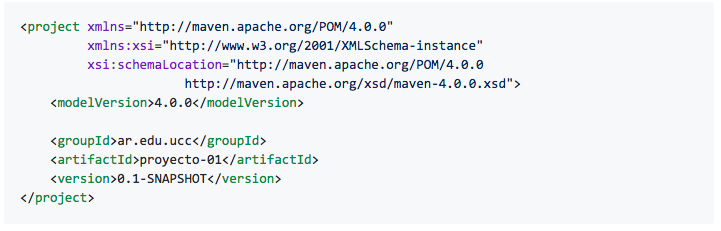 <project xmlns="http://maven.apache.org/POM/4.0.0"
xmlns:xsi="http://www.w3.org/2001/XMLSchema-instance"
xsi:schemaLocation="http://maven.apache.org/POM/4.0.0
http://maven.apache.org/xsd/maven-4.0.0.xsd">
<modelVersion>4.0.0</modelVersion>
<groupId>ar.edu.ucc</groupId>
<artifactId>proyecto-01</artifactId>
<version>0.1-SNAPSHOT</version>
</project>